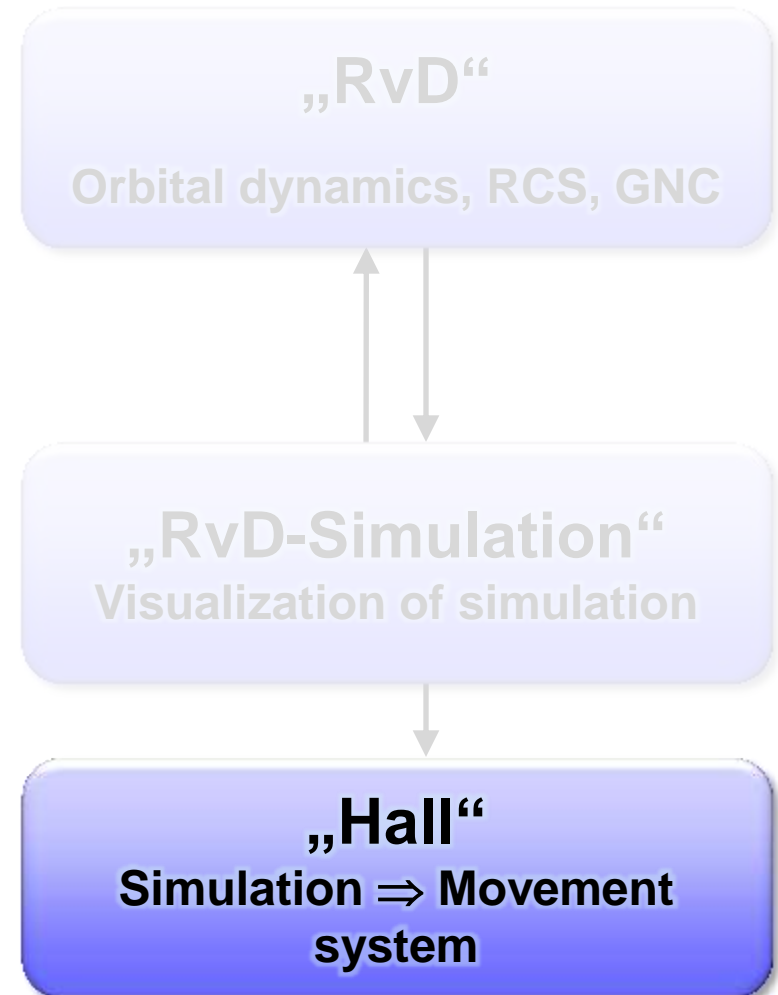 „RvD“
Orbital dynamics, RCS, GNC
„RvD-Simulation“
Visualization of simulation
„Hall“
Simulation ⇒ Movement
system